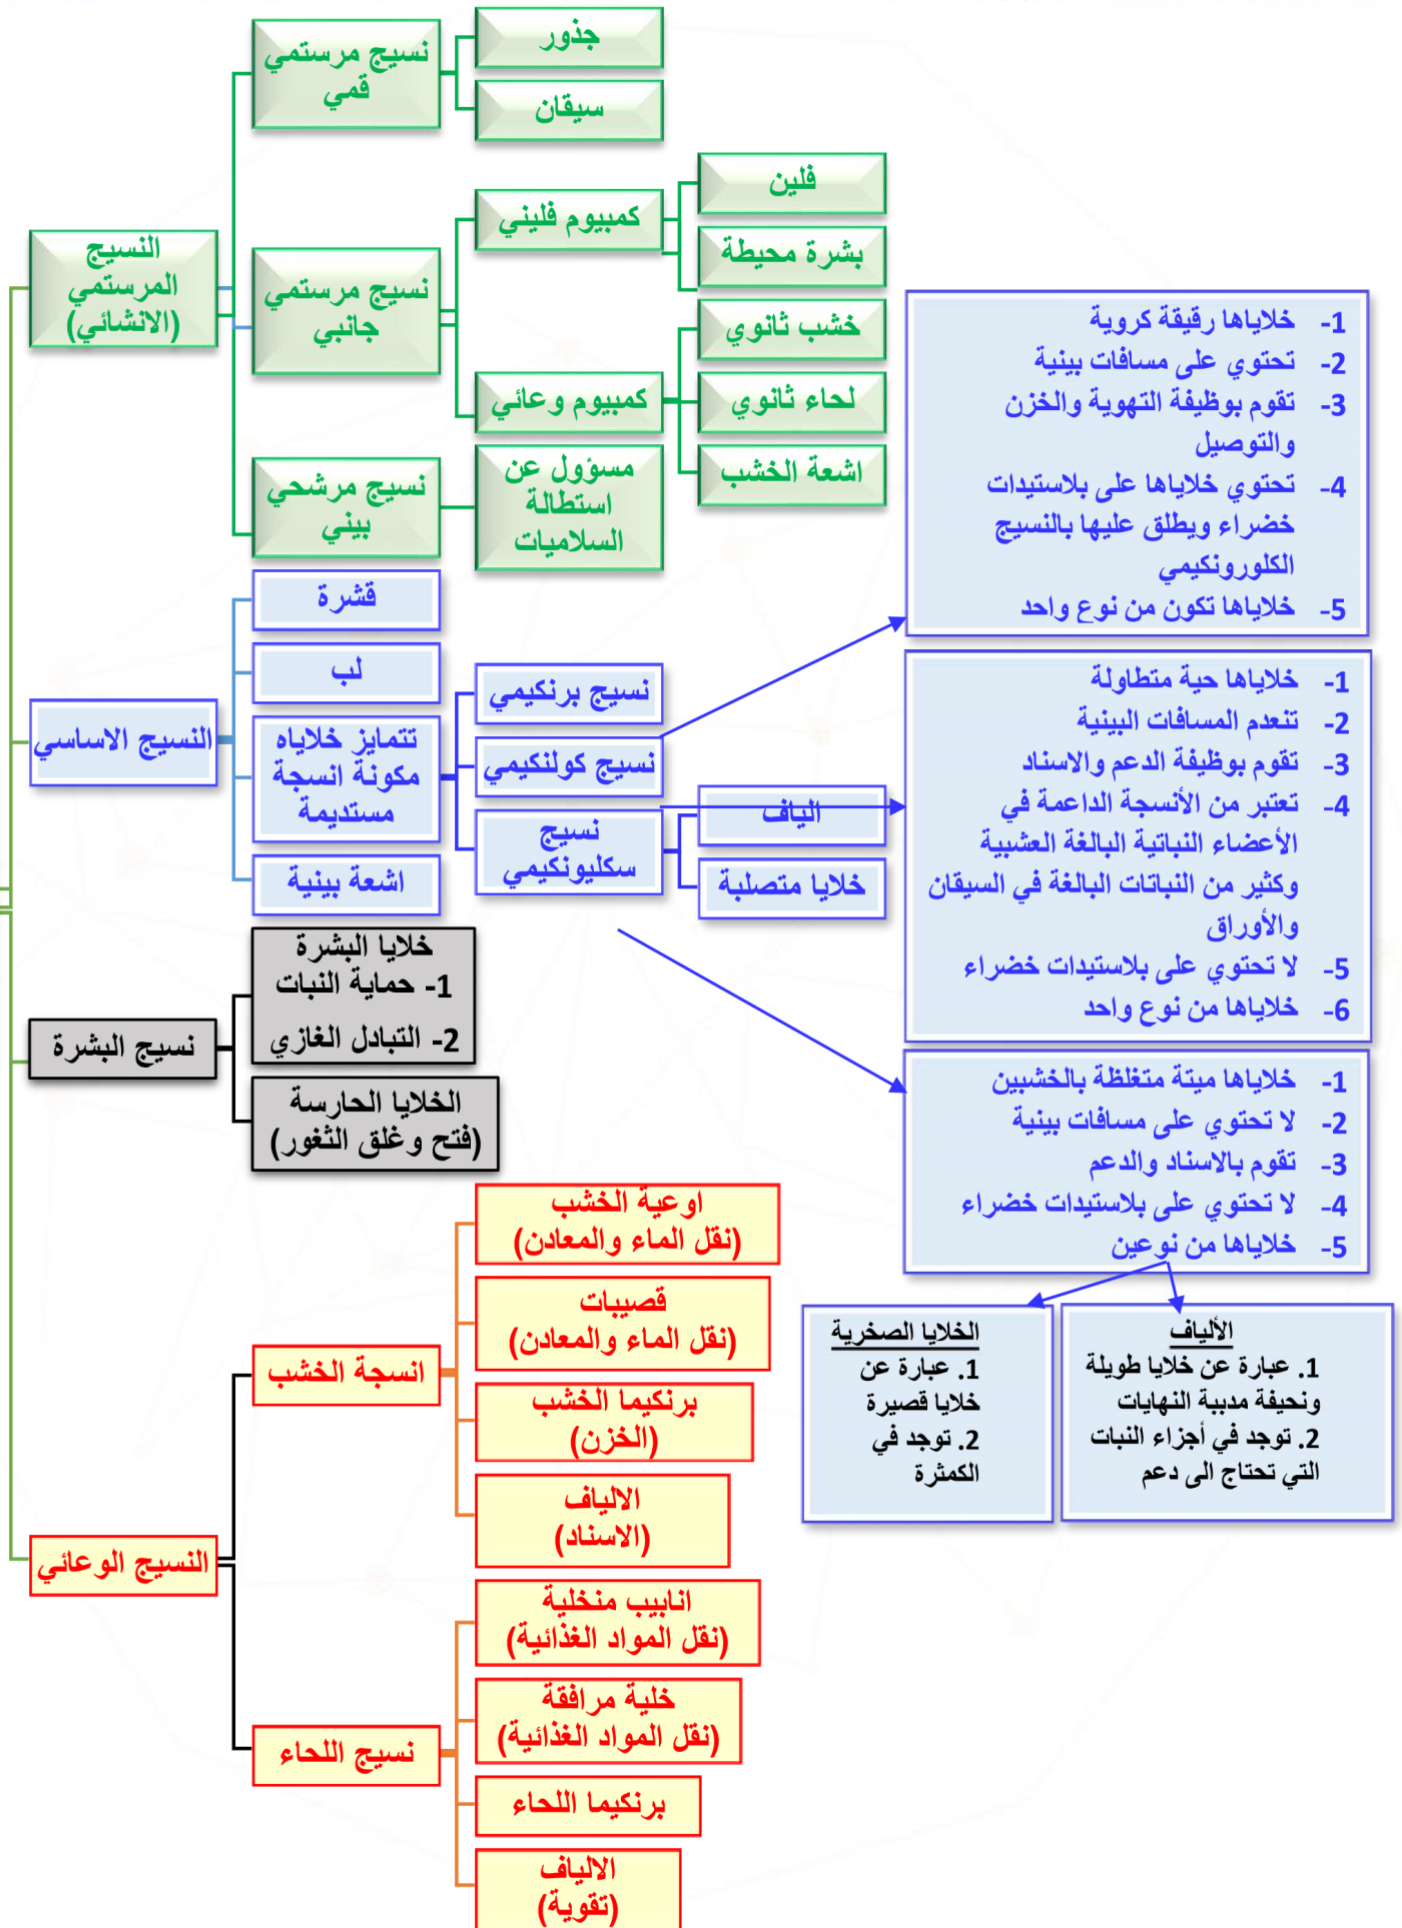 النسيج
المرستمي
(الانشائي)
نسيج مرستمي
قمي
جذور
سيقان
نسيج مرستمي
جانبي
كمبيوم فليني
فلين
بشرة محيطة
كمبيوم وعائي
خشب ثانوي
لحاء ثانوي
اشعة الخشب
نسيج مرشحي
بيني
مسؤول عن
استطالة
السلاميات
النسيج الاساسي
قشرة
لب
تتمايز خلاياه
مكونة انسجة
مستديمة
اشعة بينية
نسيج برنكيمي
نسيج كولنكيمي
نسيج
سكليونكيمي
الياف
خلايا متصلبة
1- خلاياها رقيقة كروية
2- تحتوي على مسافات بينية
3- تقوم بوظيفة التهوية والخزن
والتوصيل
4- تحتوي خلاياها على بلاستيدات
خضراء ويطلق عليها بالنسيج
الكلورونكيمي
5- خلاياها تكون من نوع واحد
1- خلاياها حية متطاولة
2- تنعدم المسافات البينية
3- تقوم بوظيفة الدعم والاسناد
4- تعتبر من الأنسجة الداعمة في
الأعضاء النباتية البالغة العشبية
وكثير من النباتات البالغة في السيقان
والأوراق
5- لا تحتوي على بلاستيدات خضراء
6- خلاياها من نوع واحد
1- خلاياها ميتة متغلظة بالخشبين
2- لا تحتوي على مسافات بينية
3- تقوم بالاسناد والدعم
4- لا تحتوي على بلاستيدات خضراء
5- خلاياها من نوعين
الألياف
1. عبارة عن خلايا طويلة
ونحيفة مدببة النهايات
2. توجد في أجزاء النبات
التي تحتاج الى دعم
الخلايا الصخرية
1. عبارة عن
خلايا قصيرة
2. توجد في
الكمثرة
نسيج البشرة
خلايا البشرة
1- حماية النبات
2- التبادل الغازي
الخلايا الحارسة
(فتح وغلق الثغور)
النسيج الوعائي
انسجة الخشب
اوعية الخشب
(نقل الماء والمعادن)
قصيبات
(نقل الماء والمعادن)
برنكيما الخشب
(الخزن)
الالياف
(الاسناد)
نسيج اللحاء
انابيب منخلية
(نقل المواد الغذائية)
خلية مرافقة
(نقل المواد الغذائية)
برنكيما اللحاء
الالياف
(تقوية)